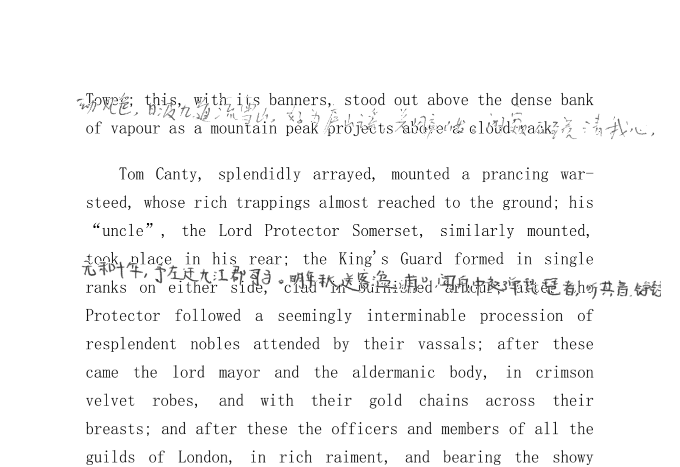 Tower; this, with its banners, stood out above the dense bank
of vapour as a mountain peak projects above a cloud-rack.
Tom Canty, splendidly arrayed, mounted a prancing war-
steed, whose rich trappings almost reached to the ground; his
“uncle”, the Lord Protector Somerset, similarly mounted,
took place in his rear; the King's Guard formed in single
元和十年,予左迁九江郡司马。明年秋,送客湓浦口,闻舟中夜弹琵琶者,听其音,铮铮
ranks on either side, clad in burnished armour; after the
Protector followed a seemingly interminable procession of
resplendent nobles attended by their vassals; after these
came the lord mayor and the aldermanic body, in crimson
velvet robes, and with their gold chains across their
breasts; and after these the officers and members of all the
guilds of London, in rich raiment, and bearing the showy